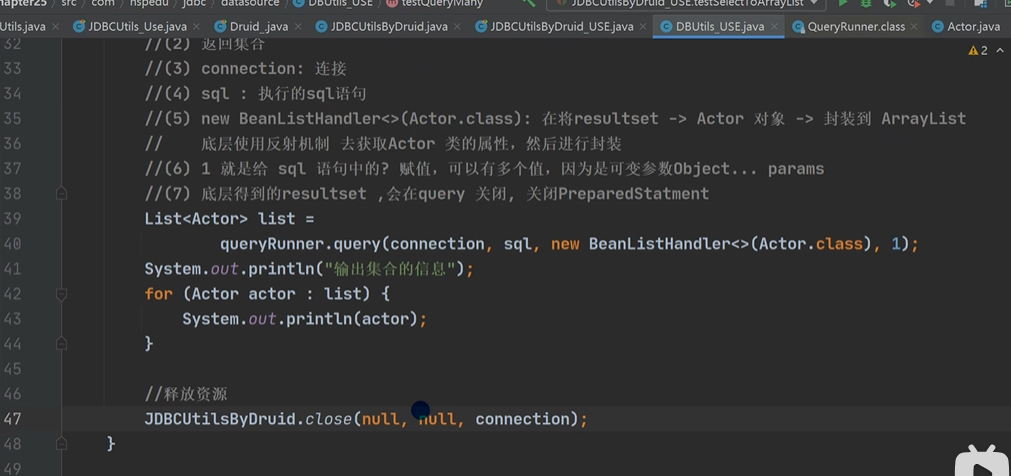 hapter25 src com hspedu jdbc datasource DBUtils_USE testQueryMany JDBCUtilsByDruid_USE.testSelectToArrayList
Utils.java JDBCUtils_Use.java Druid_.java JDBCUtilsByDruid.java JDBCUtilsByDruid_USE.java DBUtils_USE.java QueryRunner.class Actor.java
32 //(2) 返回集合
2
33 //(3) connection: 连接
34 //(4) sql : 执行的sql语句
35 //(5) new BeanListHandler<>(Actor.class): 在将resultset -> Actor 对象 -> 封装到 ArrayList
36 // 底层使用反射机制 去获取Actor 类的属性，然后进行封装
37 //(6) 1 就是给 sql 语句中的? 赋值，可以有多个值，因为是可变参数Object... params
38 //(7) 底层得到的resultset ,会在query 关闭, 关闭PreparedStatment
39 List<Actor> list =
40 queryRunner.query(connection, sql, new BeanListHandler<>(Actor.class), 1);
41 System.out.println("输出集合的信息");
42 for (Actor actor : list) {
43 System.out.println(actor);
44 }
45
46 //释放资源
47 JDBCUtilsByDruid.close(null, null, connection);
48 }
49